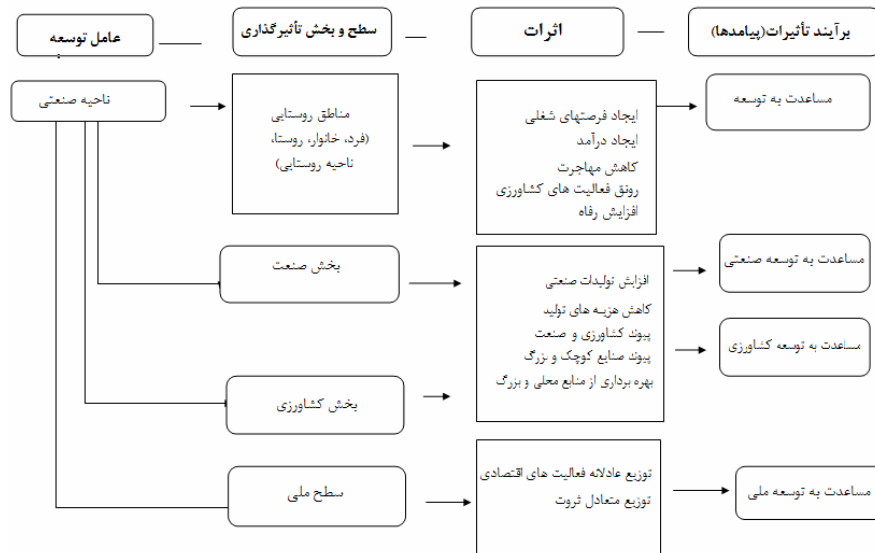 عامل توسعه
سطح و بخش تأثیرگذاری
اثرات
برآیند تأثیرات(پیامدها)
ناحیه صنعتی
مناطق روستایی
(فرد، خانوار، روستا،
ناحیه روستایی)
ایجاد فرصتهای شغلی
ایجاد درآمد
کاهش مهاجرت
رونق فعالیت های کشاورزی
افزایش رفاه
مساعدت به توسعه
بخش صنعت
افزایش تولیدات صنعتی
کاهش هزینه های تولید
پیوند کشاورزی و صنعت
پیوند صنایع کوچک و بزرگ
بهره برداری از منابع محلی و بزرگ
مساعدت به توسعه صنعتی
مساعدت به توسعه کشاورزی
بخش کشاورزی
سطح ملی
توزیع عادلانه فعالیت های اقتصادی
توزیع متعادل ثروت
مساعدت به توسعه ملی